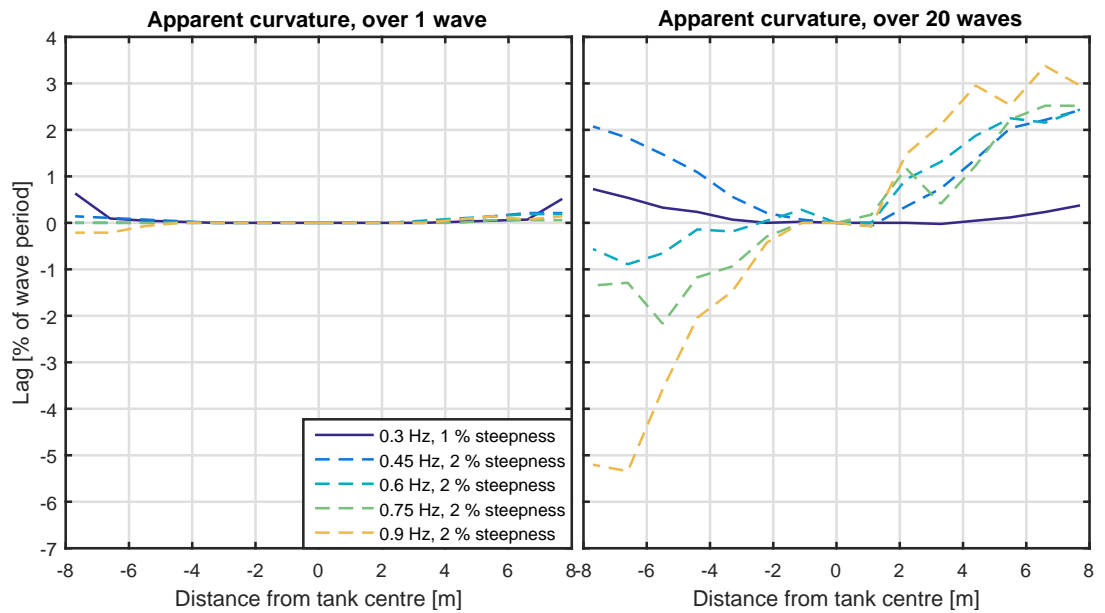 Apparent curvature, over 1 wave
Apparent curvature, over 20 waves
4
3
2
1
0
-1
-2
-3
-4
-5
-6
-7
Lag [% of wave period]
0.3 Hz, 1 % steepness
0.45 Hz, 2 % steepness
0.6 Hz, 2 % steepness
0.75 Hz, 2 % steepness
0.9 Hz, 2 % steepness
-8 -6 -4 -2 0 2 4 6 8
-8 -6 -4 -2 0 2 4 6 8
Distance from tank centre [m]
Distance from tank centre [m]